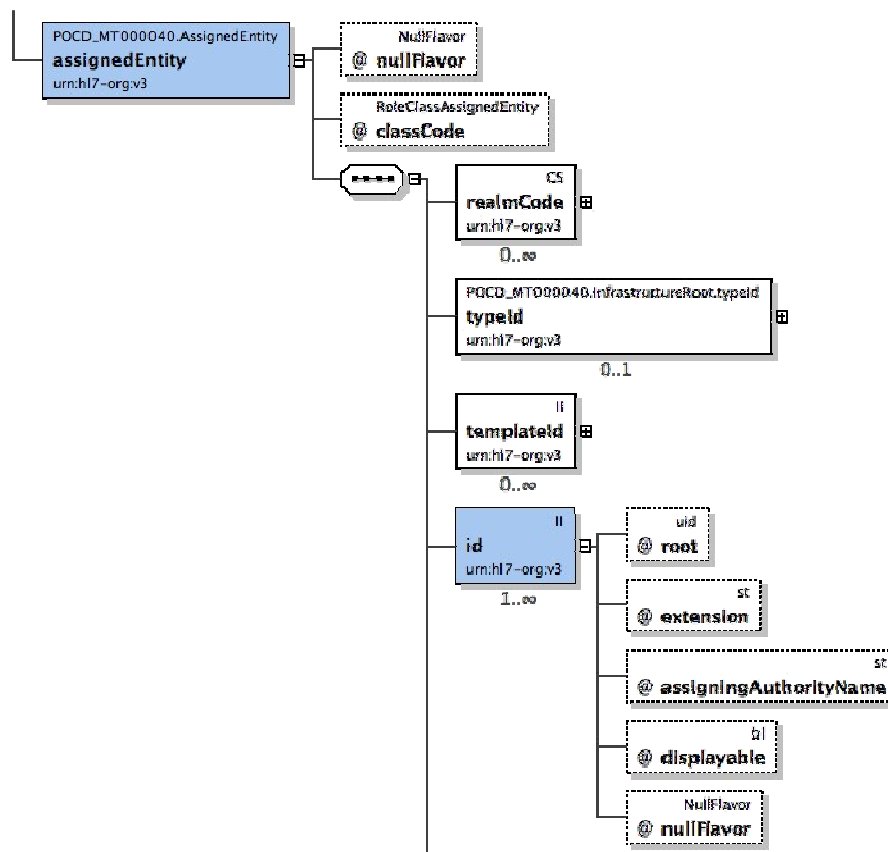 POCD_MT000040.AssignedEntity
assignedEntity
urn:hl7-org:v3
NullFlavor
@ nullFlavor
RoleClassAssignedEntity
@ classCode
CS
realmCode
urn:hl7-org:v3
0..∞
POCD_MT000040.InfrastructureRoot.typeId
typeId
urn:hl7-org:v3
0..1
II
templateId
urn:hl7-org:v3
0..∞
II
id
urn:hl7-org:v3
1..∞
uid
@ root
st
@ extension
st
@ assigningAuthorityName
bl
@ displayable
NullFlavor
@ nullFlavor